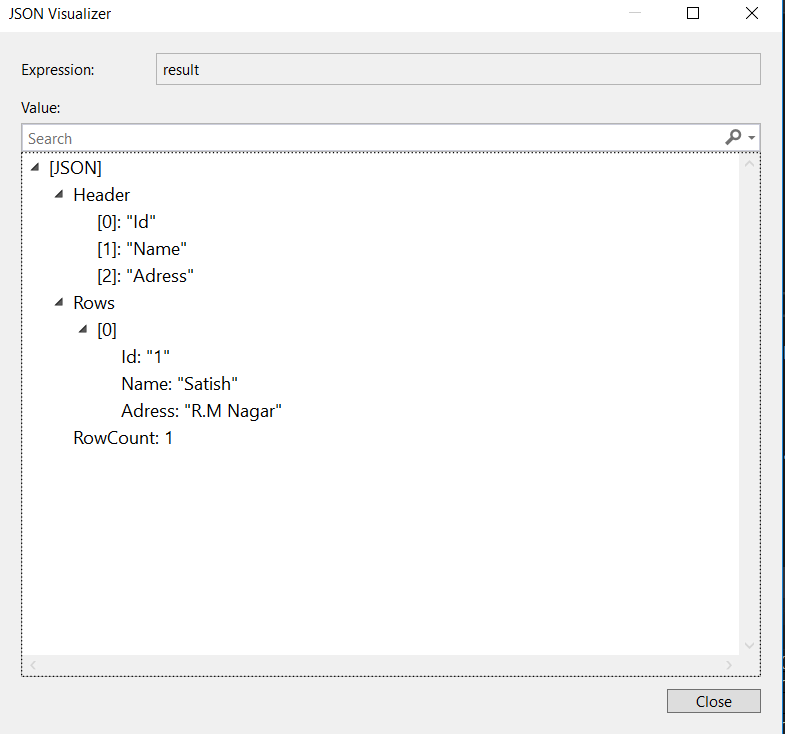 JSON Visualizer
Expression: result
Value:
Search
[JSON]
Header
[0]: "Id"
[1]: "Name"
[2]: "Adress"
Rows
[0]
Id: "1"
Name: "Satish"
Adress: "R.M Nagar"
RowCount: 1
Close